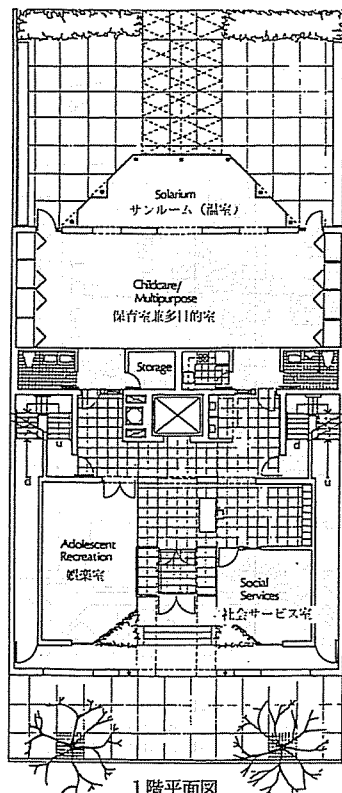 Solarium
サンルーム（温室）
Childcare/
Multipurpose
保育室兼多目的室
Storage
u
d
d
u
d
u
Adolescent
Recreation
娯楽室
Social
Services
社会サービス室
1階平面図